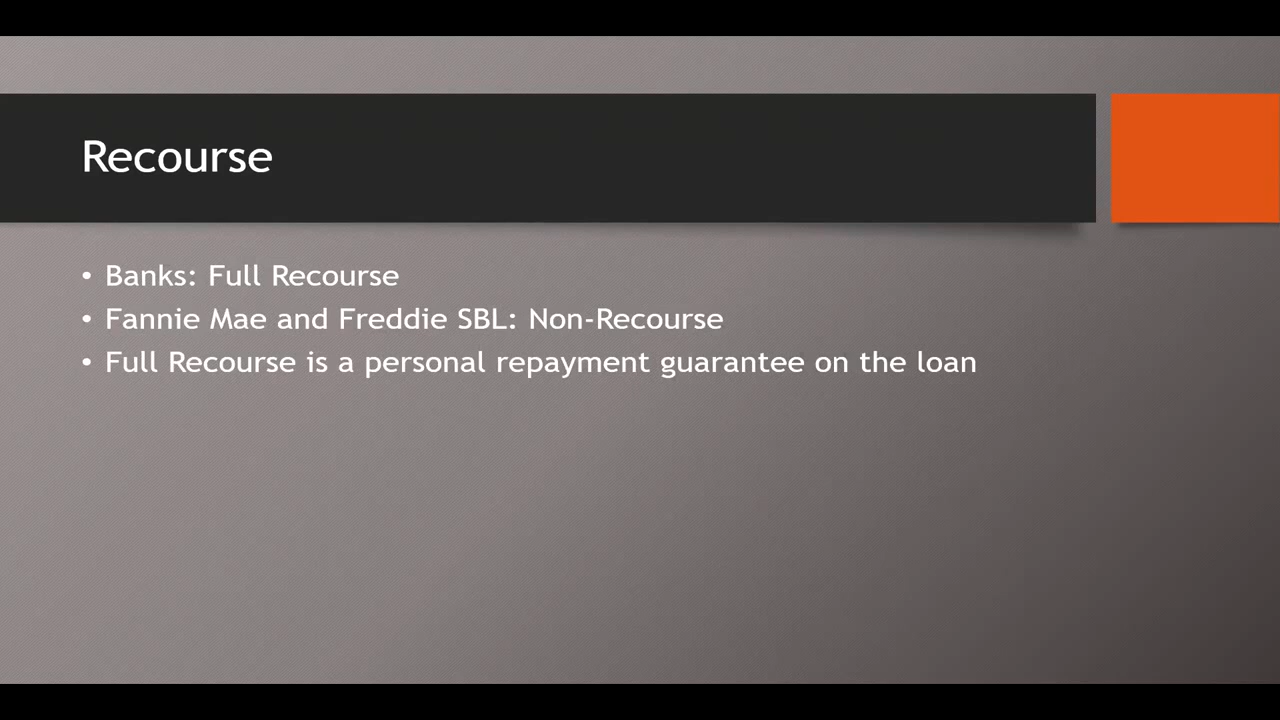 Recourse
• Banks: Full Recourse
• Fannie Mae and Freddie SBL: Non-Recourse
• Full Recourse is a personal repayment guarantee on the loan